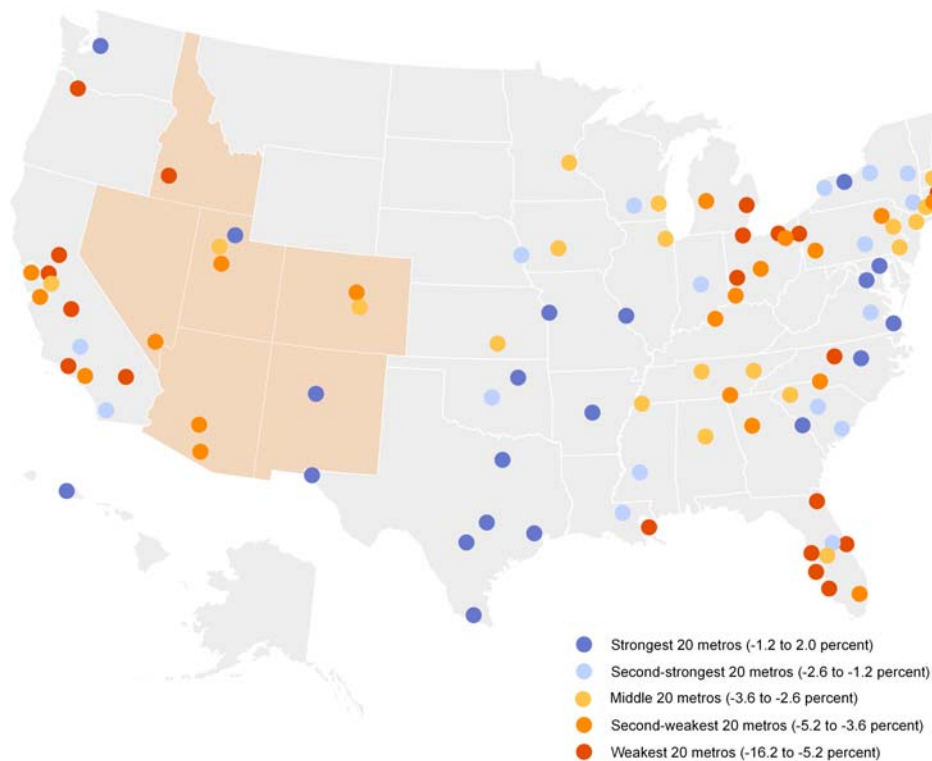 Strongest 20 metros (-1.2 to 2.0 percent)
Second-strongest 20 metros (-2.6 to -1.2 percent)
Middle 20 metros (-3.6 to -2.6 percent)
Second-weakest 20 metros (-5.2 to -3.6 percent)
Weakest 20 metros (-16.2 to -5.2 percent)